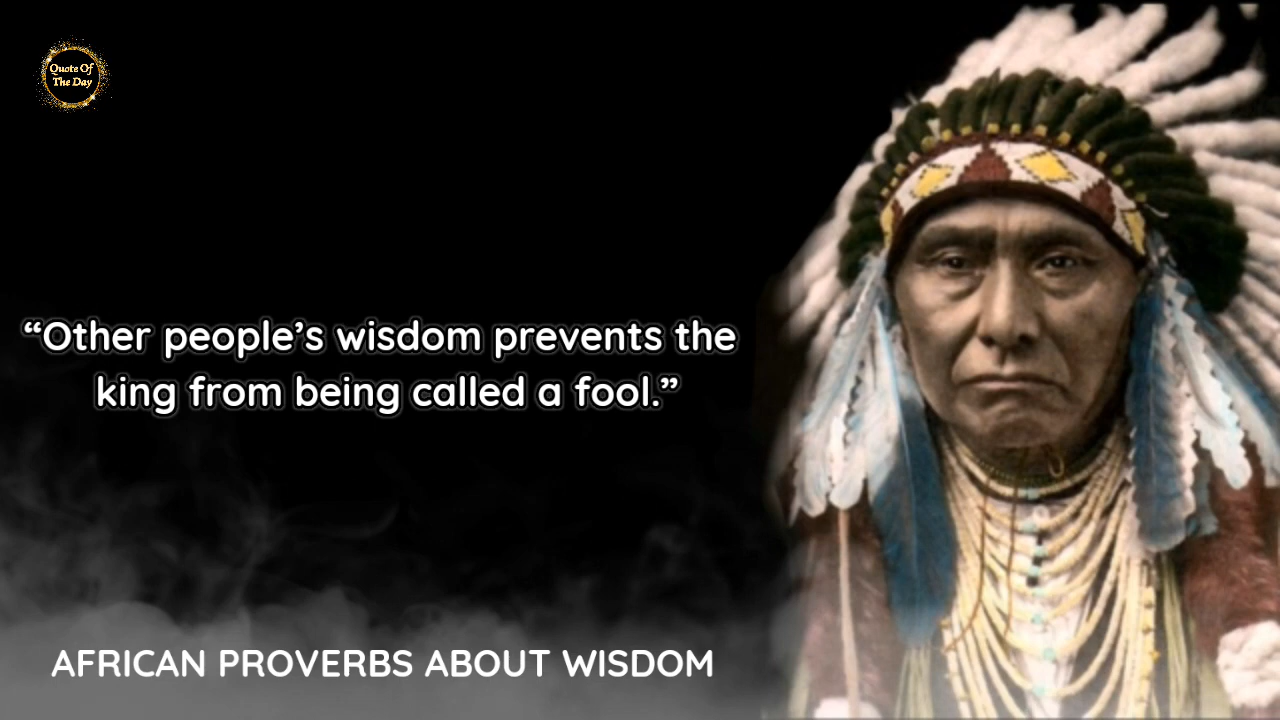 Quote Of
The Day
“Other people’s wisdom prevents the
king from being called a fool.”
AFRICAN PROVERBS ABOUT WISDOM